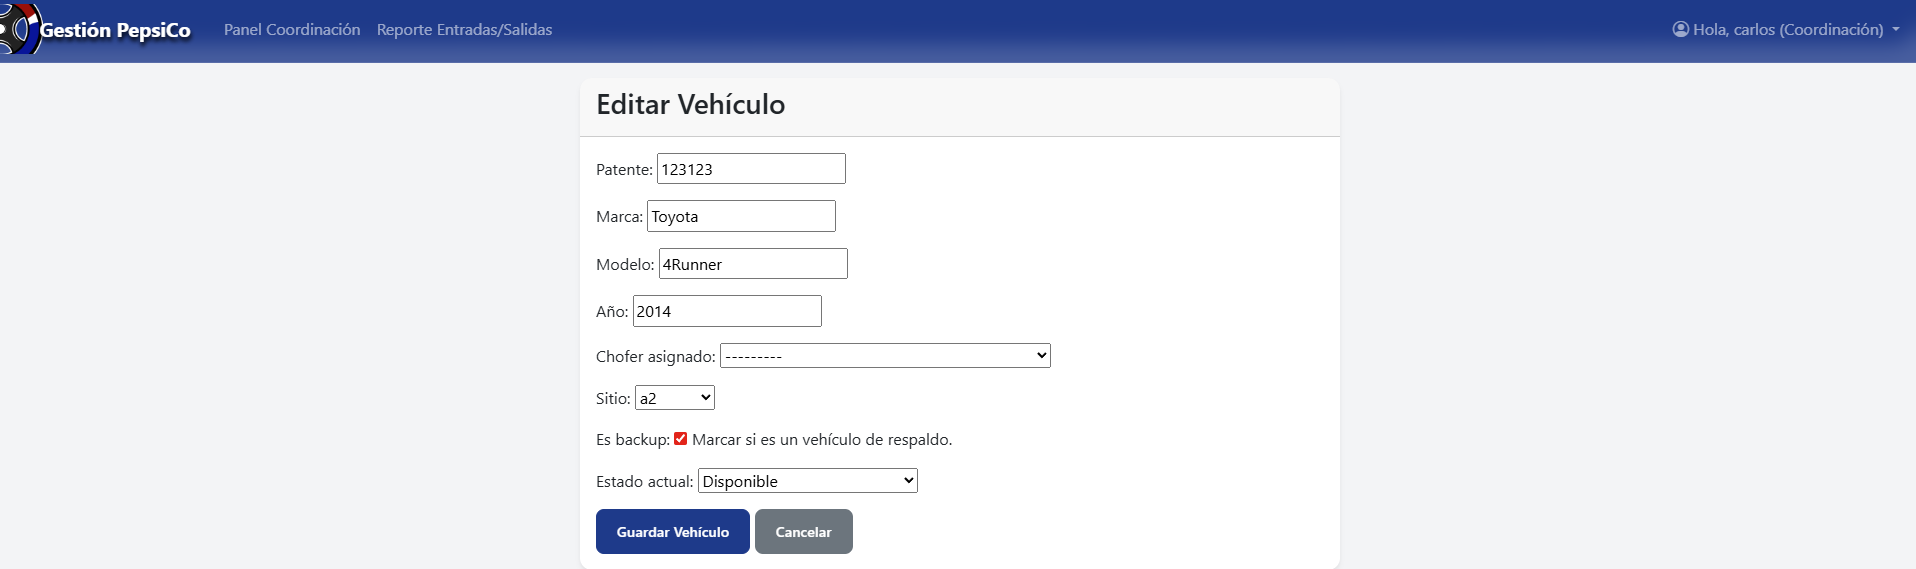 Gestión PepsiCo Panel Coordinación Reporte Entradas/Salidas Hola, carlos (Coordinación)
Editar Vehículo
Patente: 123123
Marca: Toyota
Modelo: 4Runner
Año: 2014
Chofer asignado: ---------
Sitio: a2
Es backup: Marcar si es un vehículo de respaldo.
Estado actual: Disponible
Guardar Vehículo Cancelar